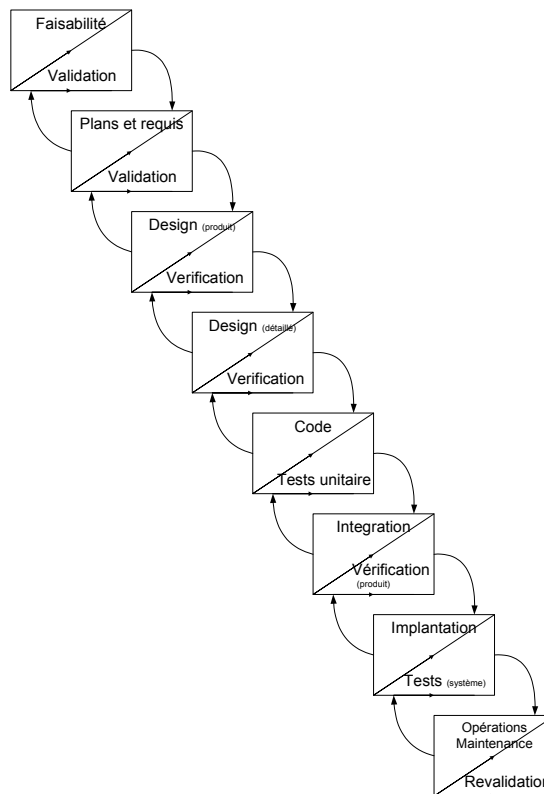 Faisabilité
Validation
Plans et requis
Validation
Design (produit)
Verification
Design (détaillé)
Verification
Code
Tests unitaire
Integration
Vérification
(produit)
Implantation
Tests (système)
Opérations
Maintenance
Revalidation